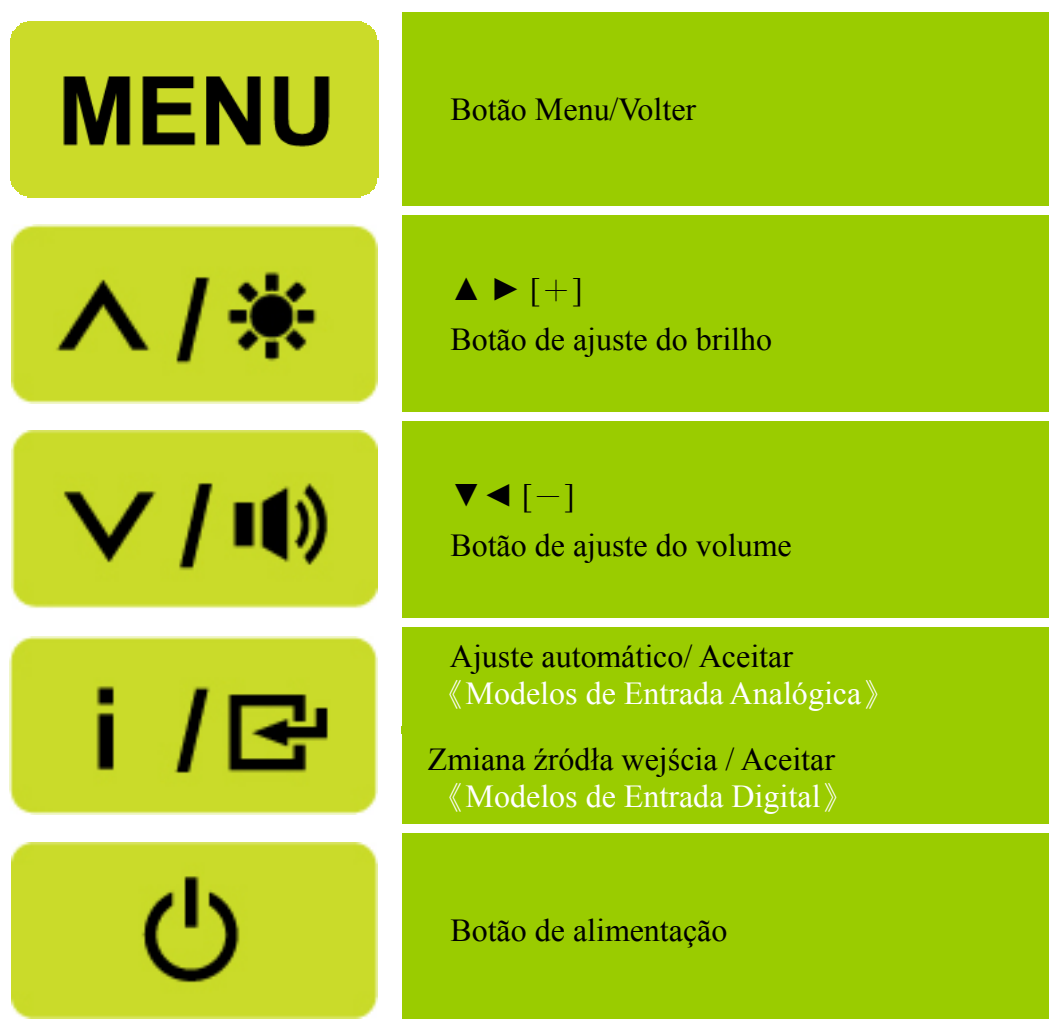 MENU
Botão Menu/Volter
▲ ► [+]
Botão de ajuste do brilho
▼◄ [−]
Botão de ajuste do volume
i /
Ajuste automático/ Aceitar
《Modelos de Entrada Analógica》
Zmiana źródła wejścia / Aceitar
《Modelos de Entrada Digital》
Botão de alimentação